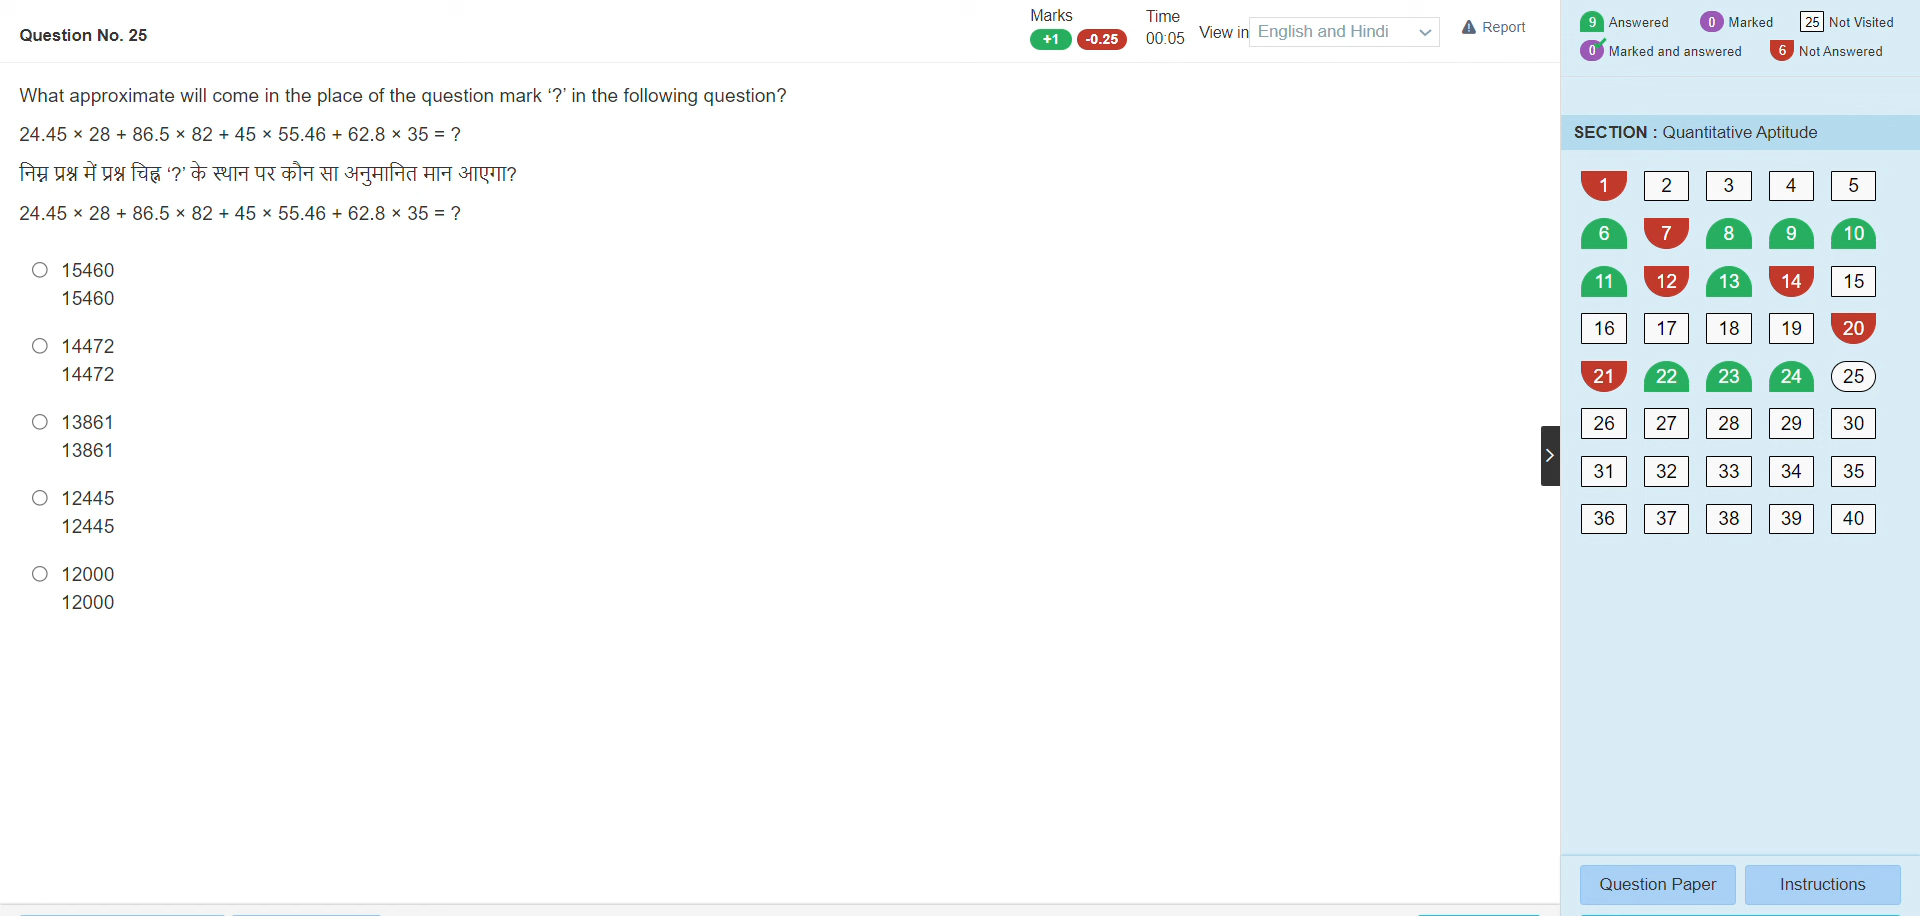 Question No. 25
Marks
+1 -0.25
Time
00:05
View in English and Hindi
Report
What approximate will come in the place of the question mark ‘?’ in the following question?
24.45 × 28 + 86.5 × 82 + 45 × 55.46 + 62.8 × 35 = ?
निम्न प्रश्न में प्रश्न चिह्न ‘?’ के स्थान पर कौन सा अनुमानित मान आएगा?
24.45 × 28 + 86.5 × 82 + 45 × 55.46 + 62.8 × 35 = ?
15460
15460
14472
14472
13861
13861
12445
12445
12000
12000
9 Answered 0 Marked 25 Not Visited
0 Marked and answered 6 Not Answered
SECTION : Quantitative Aptitude
1 2 3 4 5
6 7 8 9 10
11 12 13 14 15
16 17 18 19 20
21 22 23 24 25
26 27 28 29 30
31 32 33 34 35
36 37 38 39 40
Question Paper Instructions